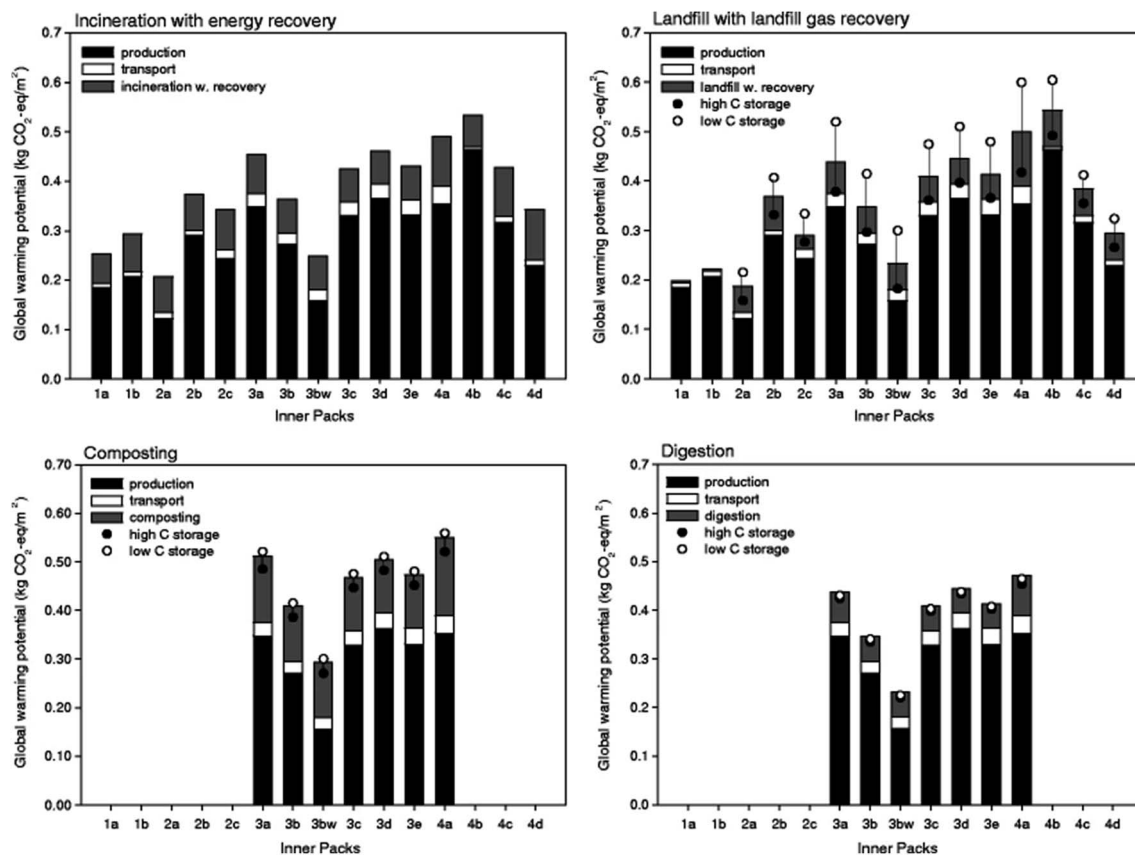 Incineration with energy recovery
0.7
0.6
0.5
0.4
0.3
0.2
0.1
0.0
Global warming potential (kg CO₂-eq/m²)
production
transport
incineration w. recovery
1a 1b 2a 2b 2c 3a 3b 3bw 3c 3d 3e 4a 4b 4c 4d
Inner Packs
Landfill with landfill gas recovery
0.7
0.6
0.5
0.4
0.3
0.2
0.1
0.0
Global warming potential (kg CO₂-eq/m²)
production
transport
landfill w. recovery
high C storage
low C storage
1a 1b 2a 2b 2c 3a 3b 3bw 3c 3d 3e 4a 4b 4c 4d
Inner Packs
Composting
0.70
0.60
0.50
0.40
0.30
0.20
0.10
0.00
Global warming potential (kg CO₂-eq/m²)
production
transport
composting
high C storage
low C storage
1a 1b 2a 2b 2c 3a 3b 3bw 3c 3d 3e 4a 4b 4c 4d
Inner Packs
Digestion
0.7
0.6
0.5
0.4
0.3
0.2
0.1
0.0
Global warming potential (kg CO₂-eq/m²)
production
transport
digestion
high C storage
low C storage
1a 1b 2a 2b 2c 3a 3b 3bw 3c 3d 3e 4a 4b 4c 4d
Inner Packs